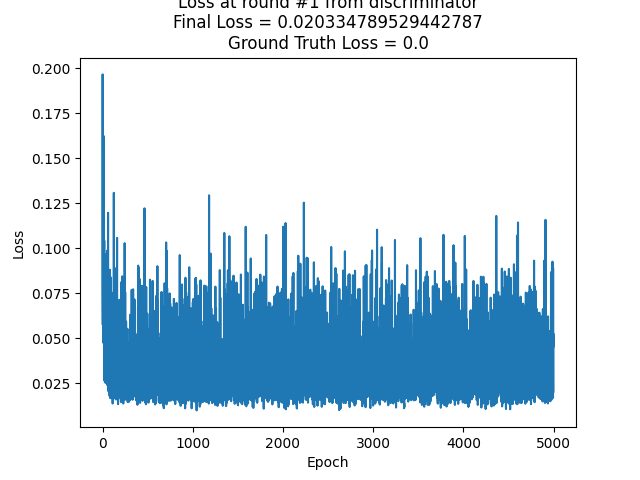 Loss at round #1 from discriminator
Final Loss = 0.020334789529442787
Ground Truth Loss = 0.0
0.200
0.175
0.150
0.125
0.100
0.075
0.050
0.025
Loss
0
1000
2000
3000
4000
5000
Epoch